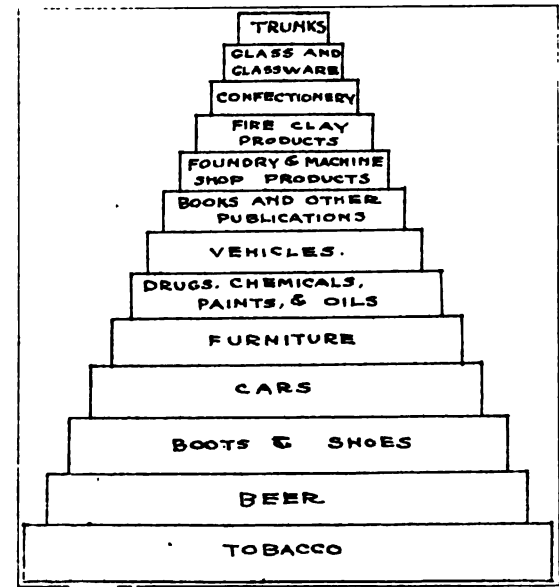 TRUNKS
GLASS AND
GLASSWARE
CONFECTIONERY
FIRE CLAY
PRODUCTS
FOUNDRY & MACHINE
SHOP PRODUCTS
BOOKS AND OTHER
PUBLICATIONS
VEHICLES.
DRUGS. CHEMICALS,
PAINTS, & OILS
FURNITURE
CARS
BOOTS & SHOES
BEER
TOBACCO